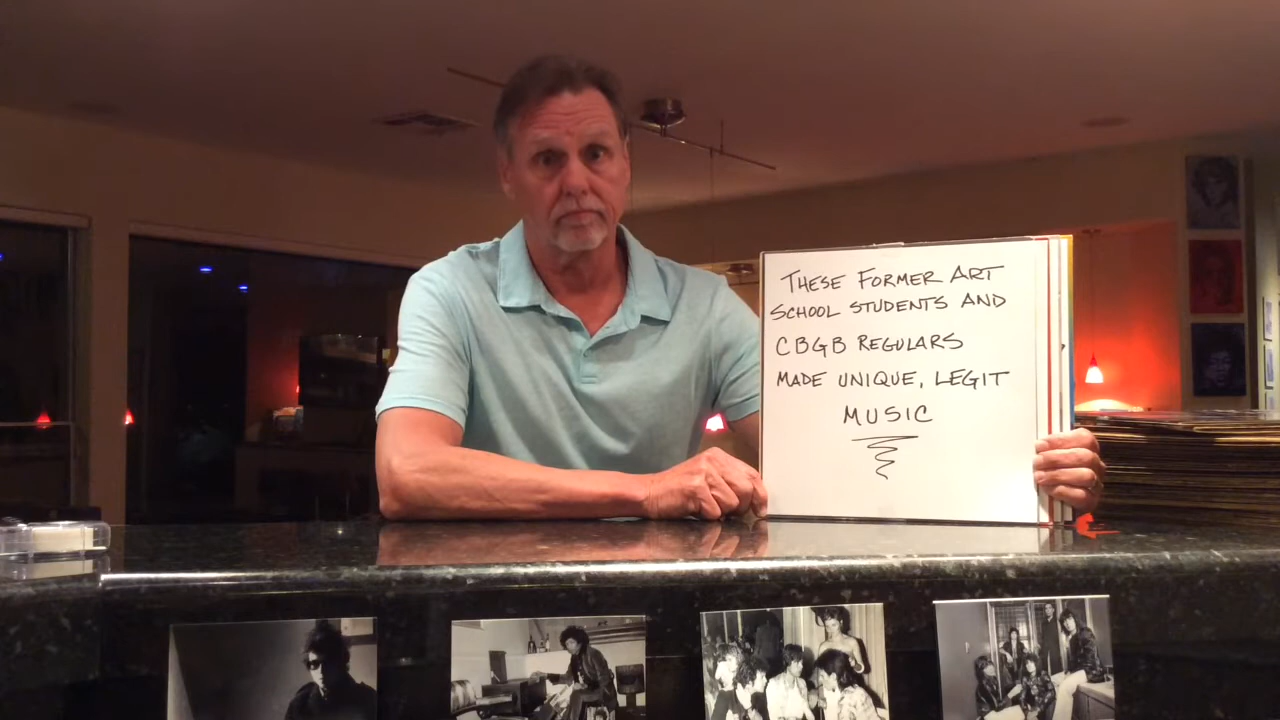 THESE FORMER ART
SCHOOL STUDENTS AND
CBGB REGULARS
MADE UNIQUE, LEGIT
MUSIC